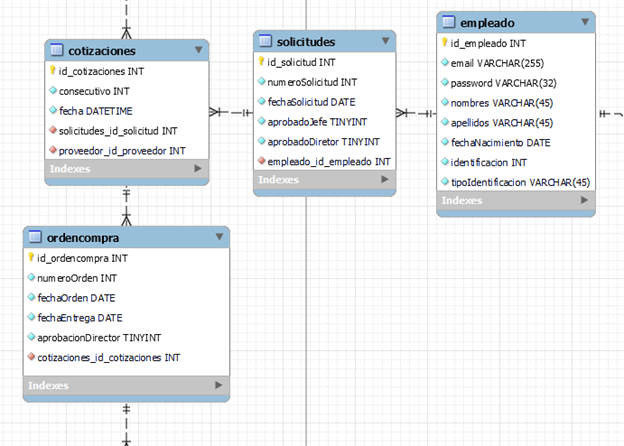 cotizaciones
id_cotizaciones INT
consecutivo INT
fecha DATETIME
solicitudes_id_solicitud INT
proveedor_id_proveedor INT
Indexes
solicitudes
id_solicitud INT
numeroSolicitud INT
fechaSolicitud DATE
aprobadoJefe TINYINT
aprobadoDiretor TINYINT
empleado_id_empleado INT
Indexes
empleado
id_empleado INT
email VARCHAR(255)
password VARCHAR(32)
nombres VARCHAR(45)
apellidos VARCHAR(45)
fechaNacimiento DATE
identificacion INT
tipoIdentificacion VARCHAR(45)
Indexes
ordencompra
id_ordencompra INT
numeroOrden INT
fechaOrden DATE
fechaEntrega DATE
aprobacionDirector TINYINT
cotizaciones_id_cotizaciones INT
Indexes